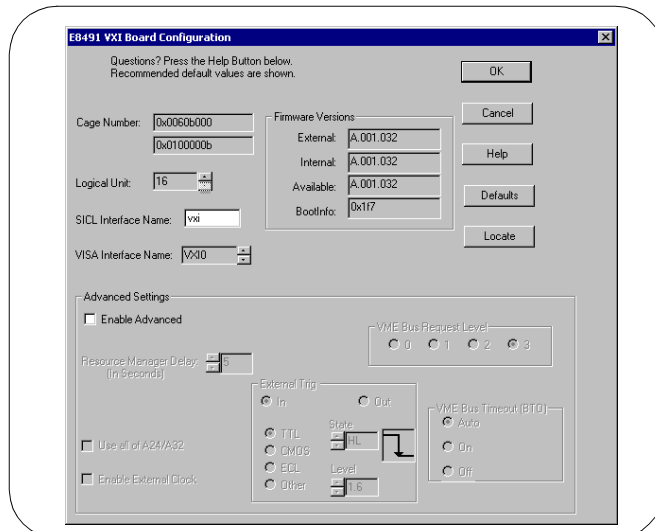 E8491 VXI Board Configuration
Questions? Press the Help Button below.
Recommended default values are shown.
OK
Cancel
Help
Defaults
Locate
Cage Number: 0x0060b000
0x0100000b
Logical Unit: 16
SICL Interface Name: vxi
VISA Interface Name: VXI0
Firmware Versions
External: A.001.032
Internal: A.001.032
Available: A.001.032
BootInfo: 0x1f7
Advanced Settings
Enable Advanced
Resource Manager Delay: 5
(In Seconds)
Use all of A24/A32
Enable External Clock
External Trig
In Out
TTL
CMOS
ECL
Other
State
HL
Level
1.6
VME Bus Request Level
0 1 2 3
VME Bus Timeout (BTO)
Auto
On
Off